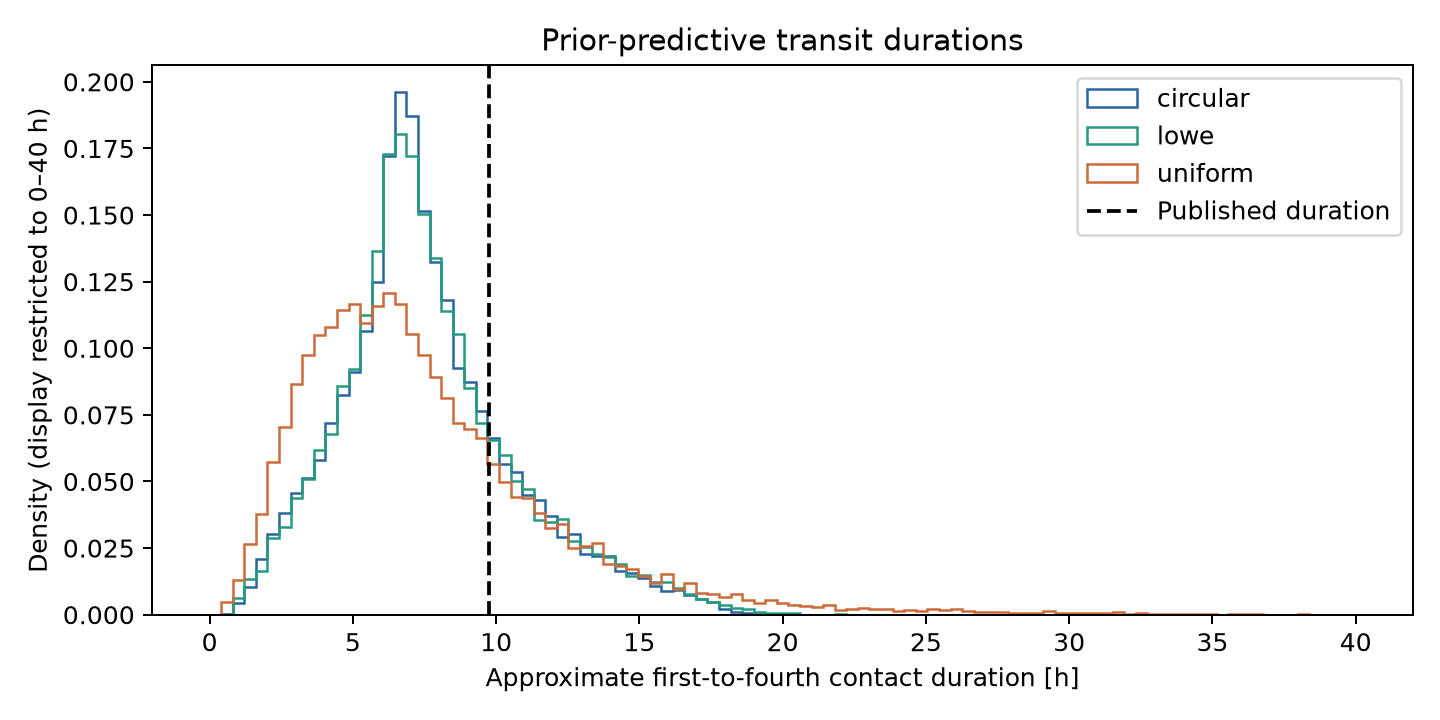 Prior-predictive transit durations
Density (display restricted to 0–40 h)
0.200
0.175
0.150
0.125
0.100
0.075
0.050
0.025
0.000
circular
lowe
uniform
Published duration
0 5 10 15 20 25 30 35 40
Approximate first-to-fourth contact duration [h]